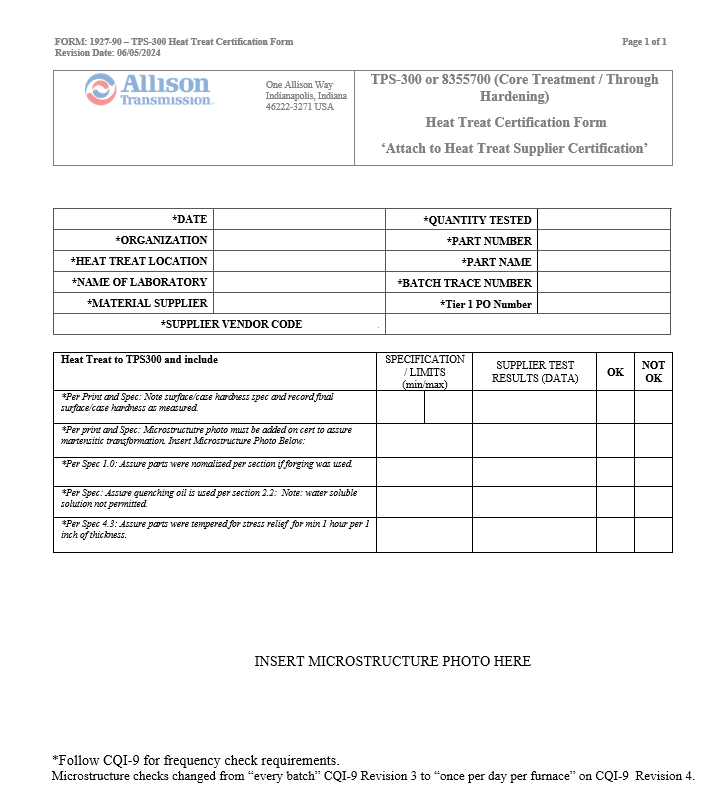 FORM: 1927-90 – TPS-300 Heat Treat Certification Form
Page 1 of 1
Revision Date: 06/05/2024
Allison
Transmission.
One Allison Way
Indianapolis, Indiana
46222-3271 USA
TPS-300 or 8355700 (Core Treatment / Through
Hardening)
Heat Treat Certification Form
‘Attach to Heat Treat Supplier Certification’
*DATE
*QUANTITY TESTED
*ORGANIZATION
*PART NUMBER
*HEAT TREAT LOCATION
*PART NAME
*NAME OF LABORATORY
*BATCH TRACE NUMBER
*MATERIAL SUPPLIER
*Tier 1 PO Number
*SUPPLIER VENDOR CODE
Heat Treat to TPS300 and include
SPECIFICATION
/ LIMITS
(min/max)
SUPPLIER TEST
RESULTS (DATA)
OK
NOT
OK
*Per Print and Spec: Note surface/case hardness spec and record final
surface/case hardness as measured.
*Per print and Spec: Microstructutre photo must be added on cert to assure
martensitic transformation. Insert Microstructure Photo Below:
*Per Spec 1.0: Assure parts were nomalized per section if forging was used.
*Per Spec: Assure quenching oil is used per section 2.2: Note: water soluble
solution not permitted.
*Per Spec 4.3: Assure parts were tempered for stress relief for min 1 hour per 1
inch of thickness.
INSERT MICROSTRUCTURE PHOTO HERE
*Follow CQI-9 for frequency check requirements.
Microstructure checks changed from “every batch” CQI-9 Revision 3 to “once per day per furnace” on CQI-9 Revision 4.